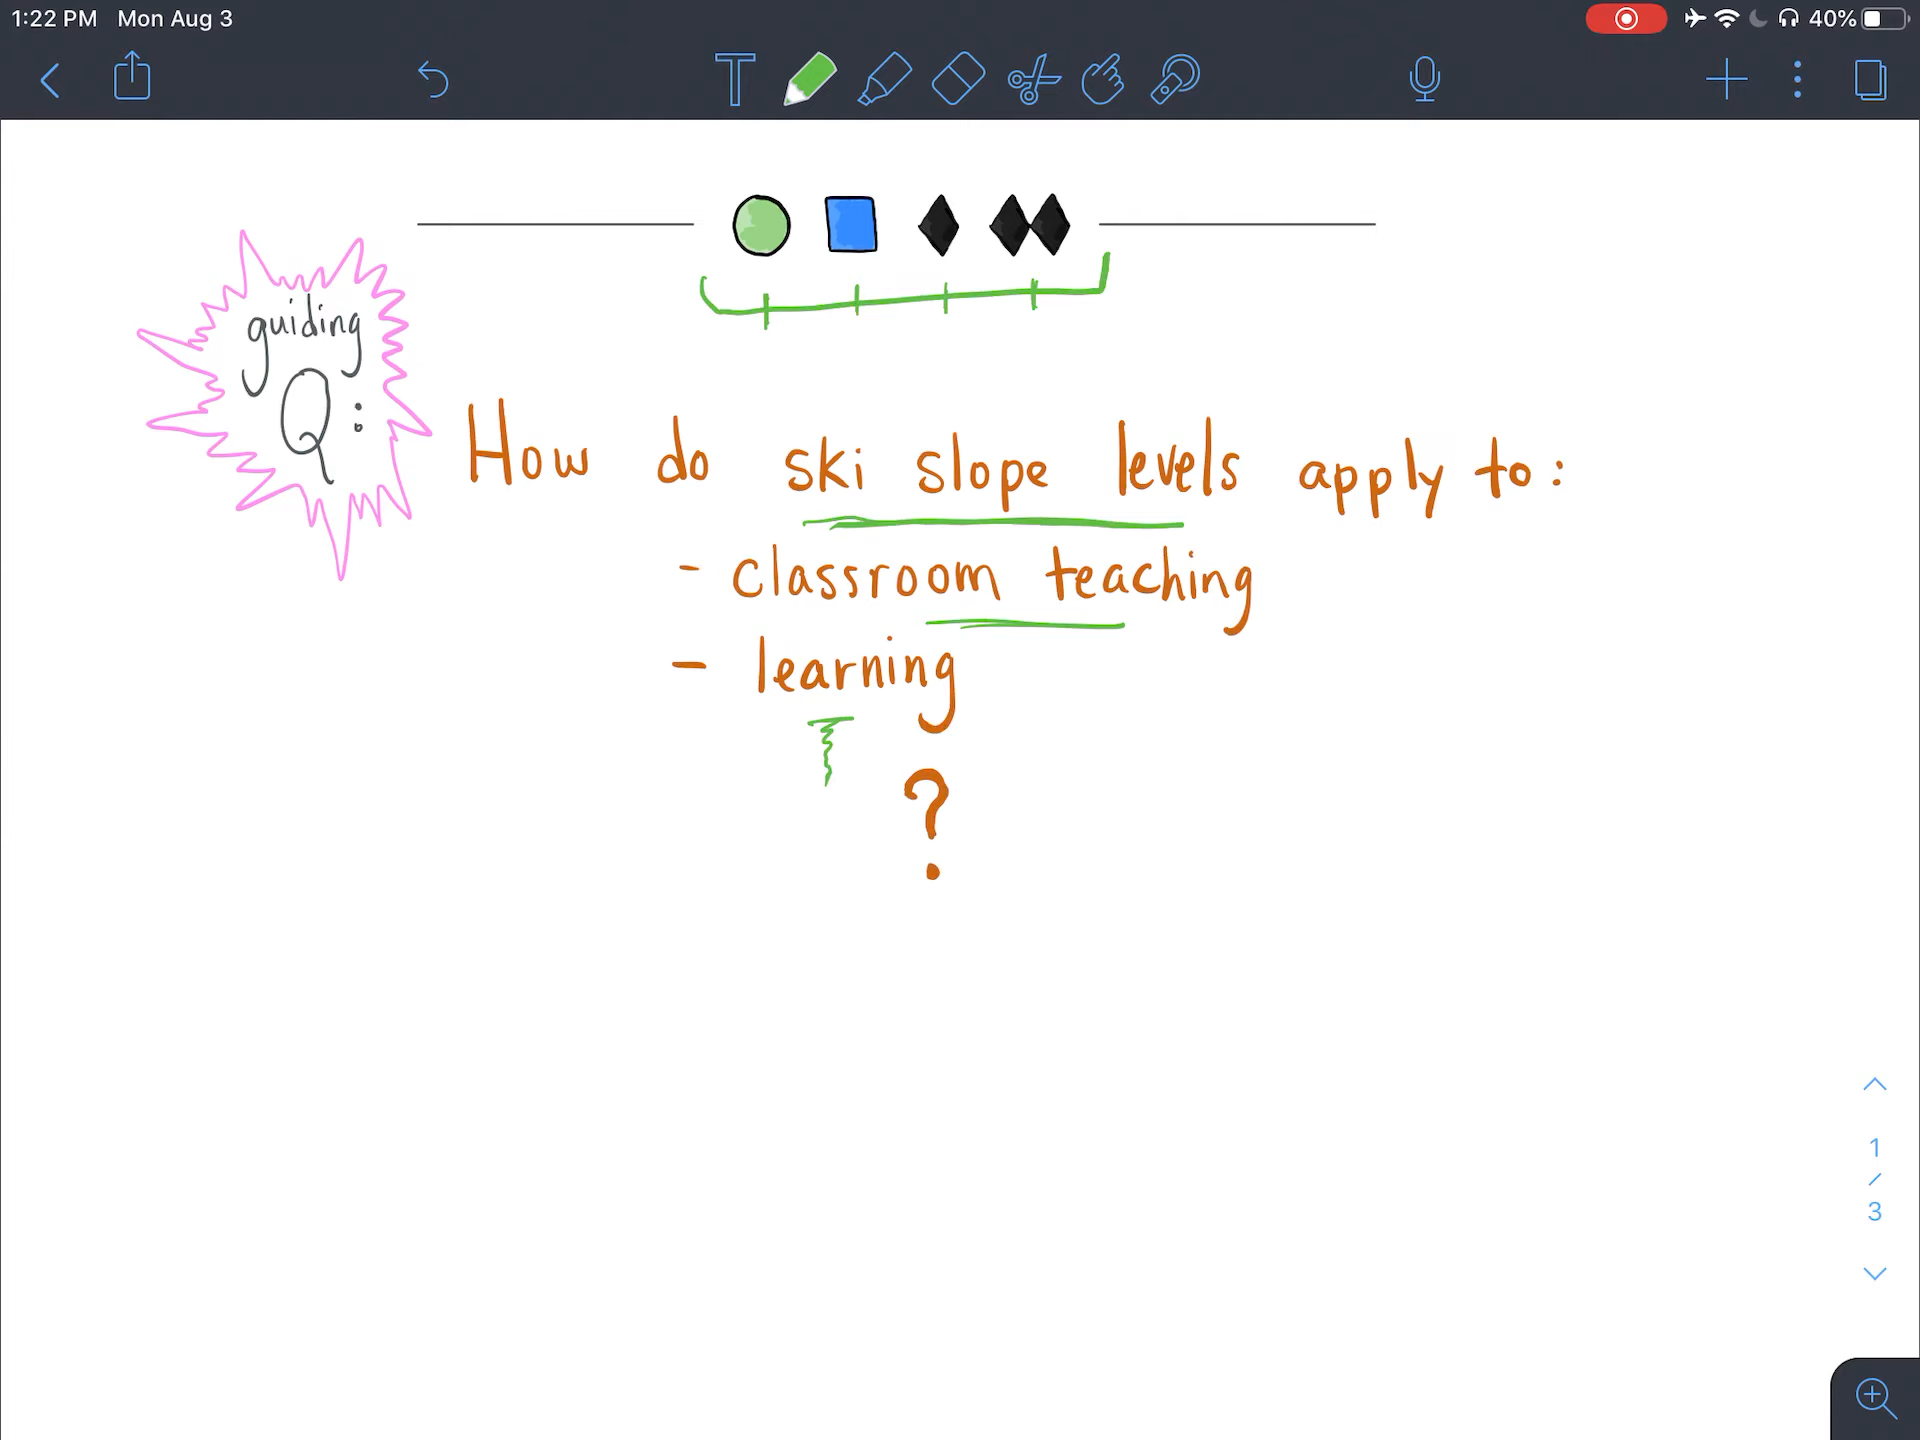 1:22 PM Mon Aug 3
40%
guiding
Q:
How do ski slope levels apply to:
- classroom teaching
- learning
?
1
/
3